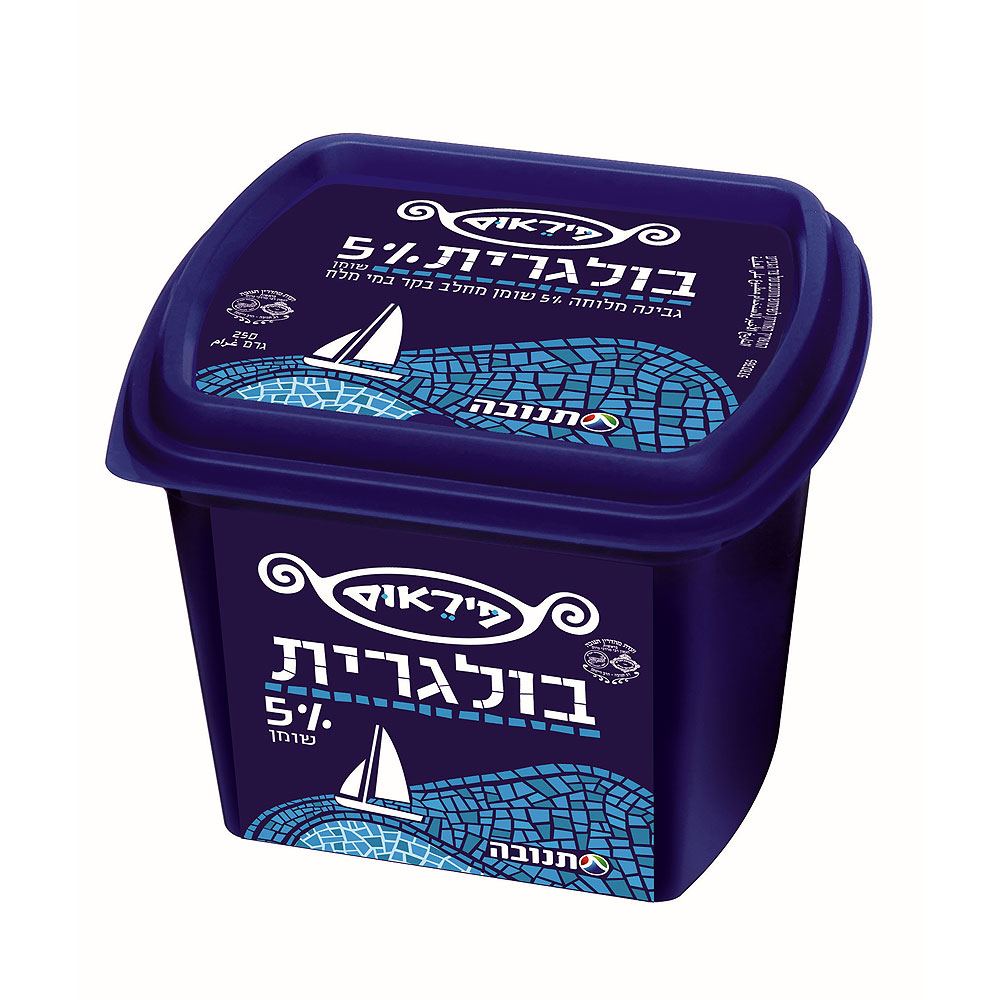 פיראוס
בולגרית 5%
שומן
גבינה מלוחה 5% שומן מחלב בקר במי מלח
250
גרם غرام
תנובה
פיראוס
בולגרית
5%
שומן
תנובה